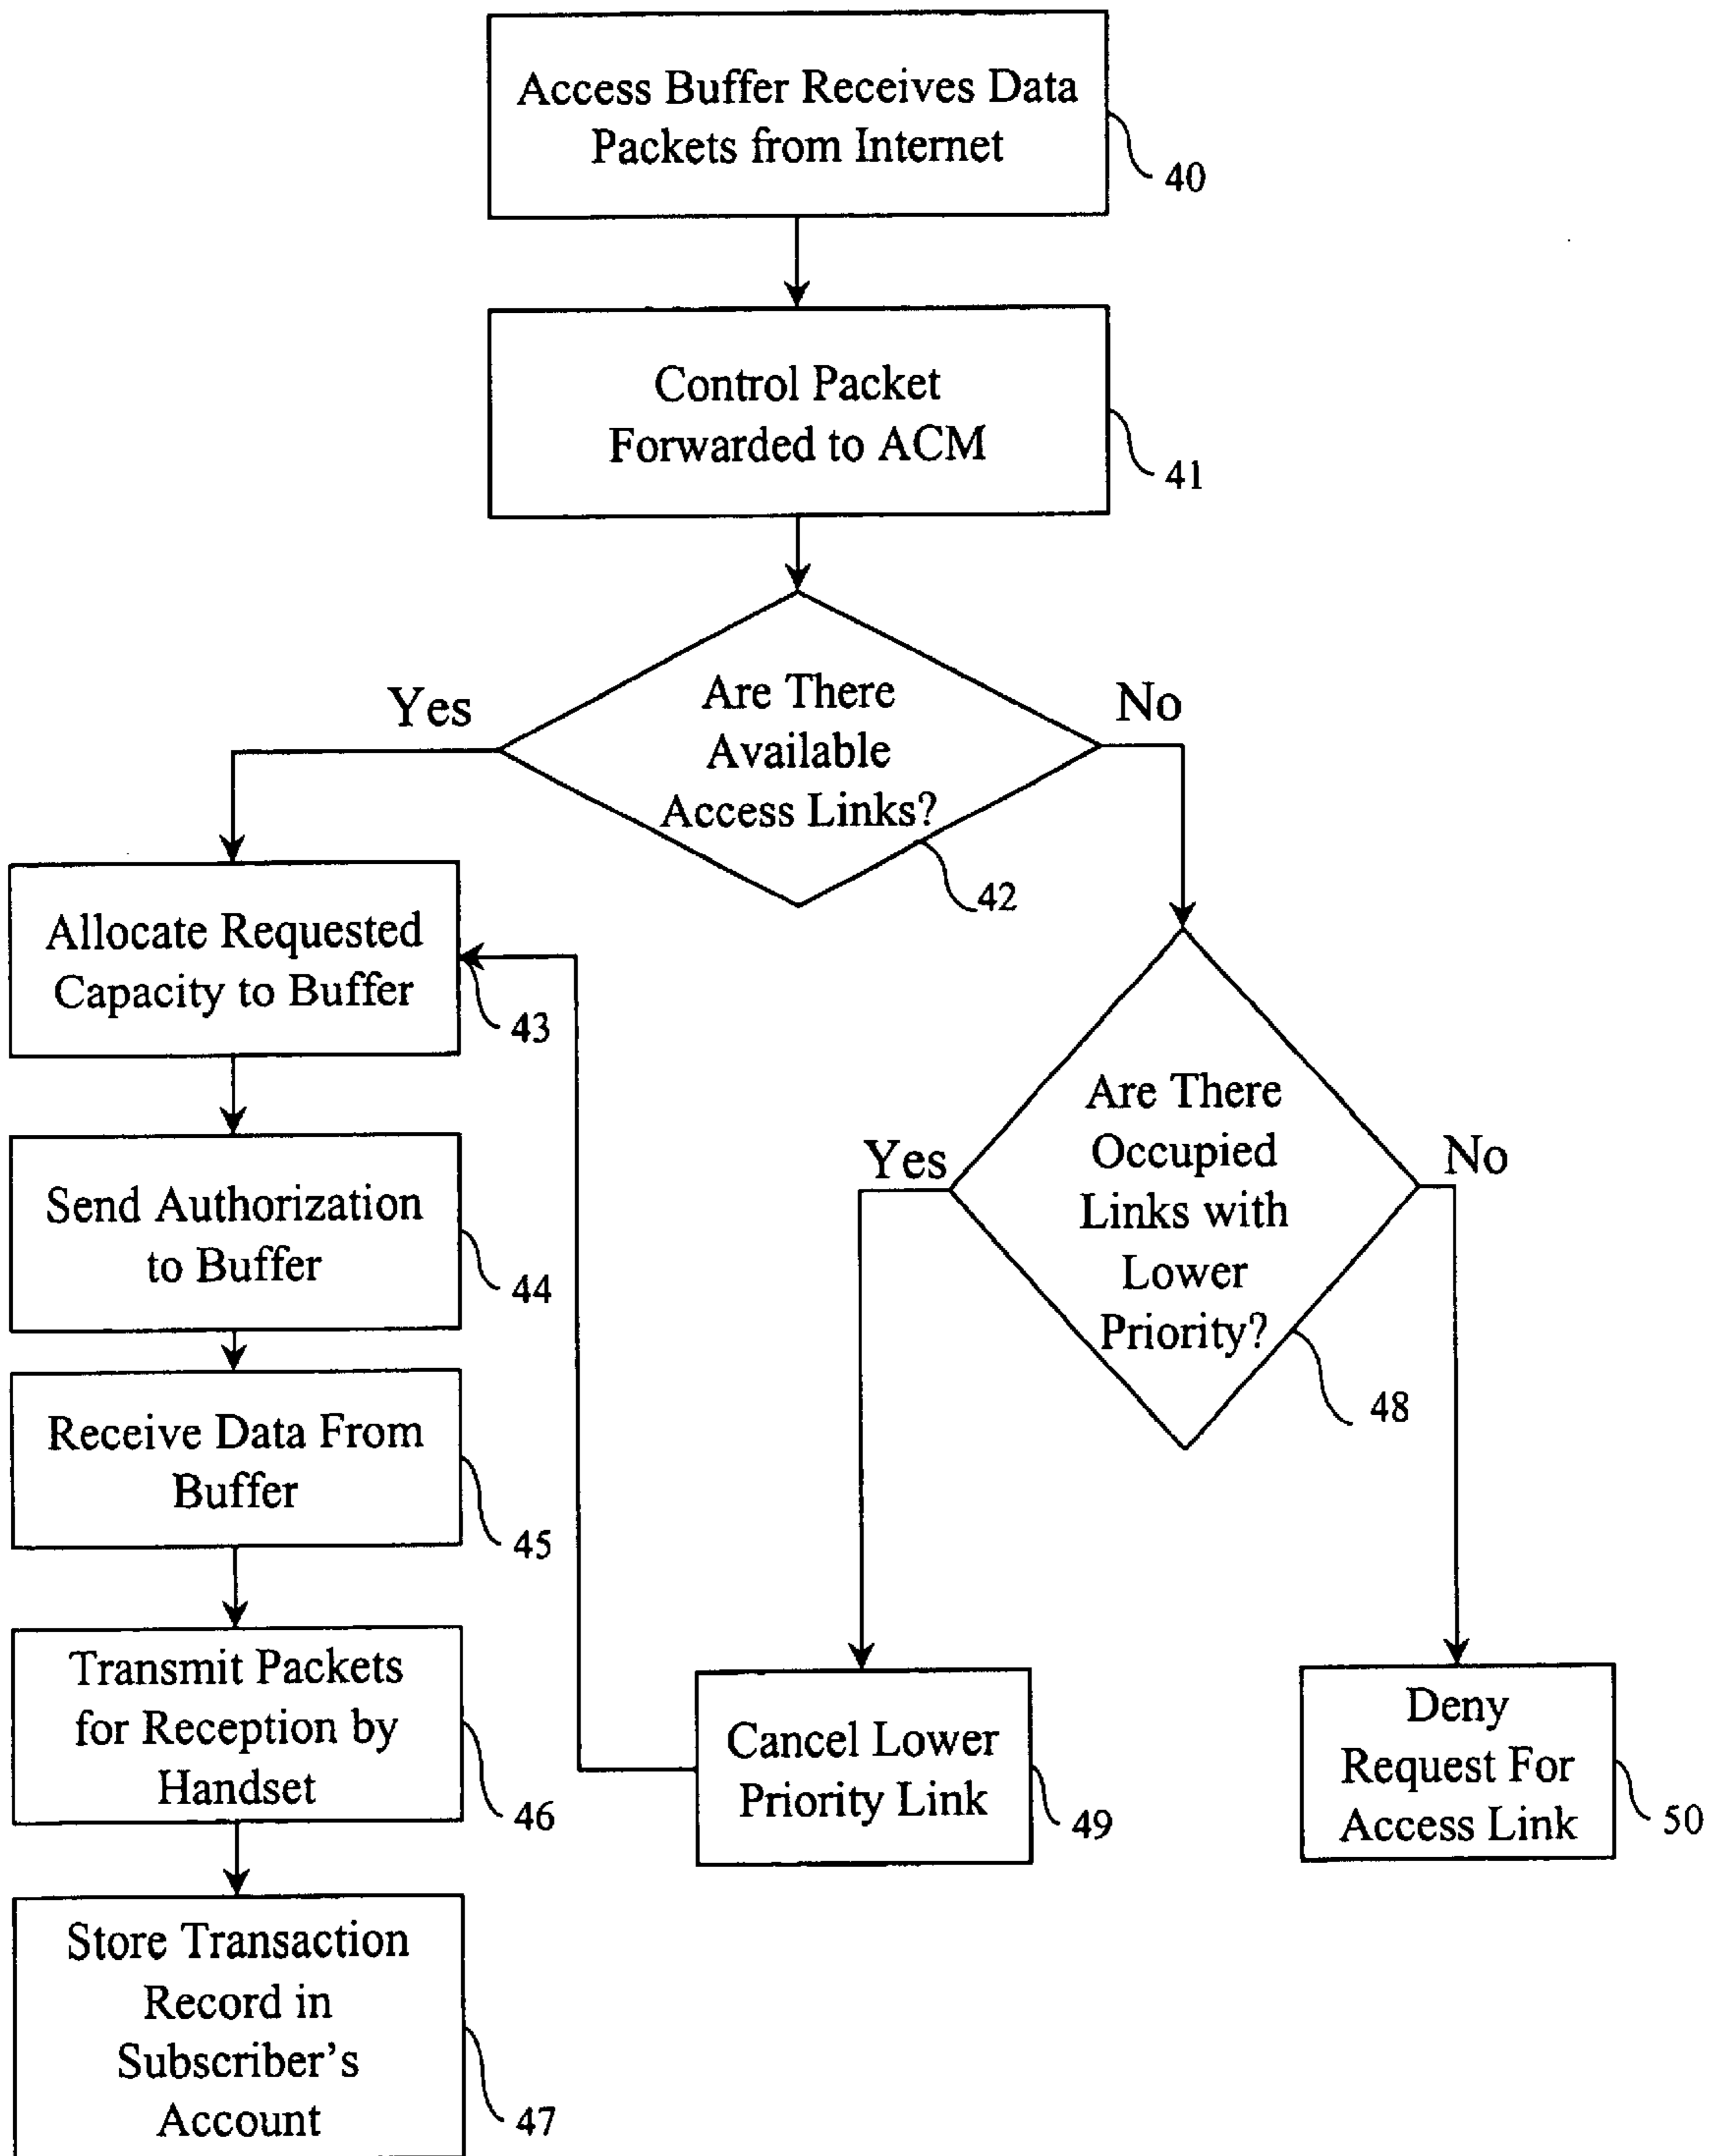 Access Buffer Receives Data
Packets from Internet
40
Control Packet
Forwarded to ACM
41
Are There
Available
Access Links?
42
Yes
No
Allocate Requested
Capacity to Buffer
43
Send Authorization
to Buffer
44
Receive Data From
Buffer
45
Transmit Packets
for Reception by
Handset
46
Store Transaction
Record in
Subscriber's
Account
47
Are There
Occupied
Links with
Lower
Priority?
48
Yes
No
Cancel Lower
Priority Link
49
Deny
Request For
Access Link
50